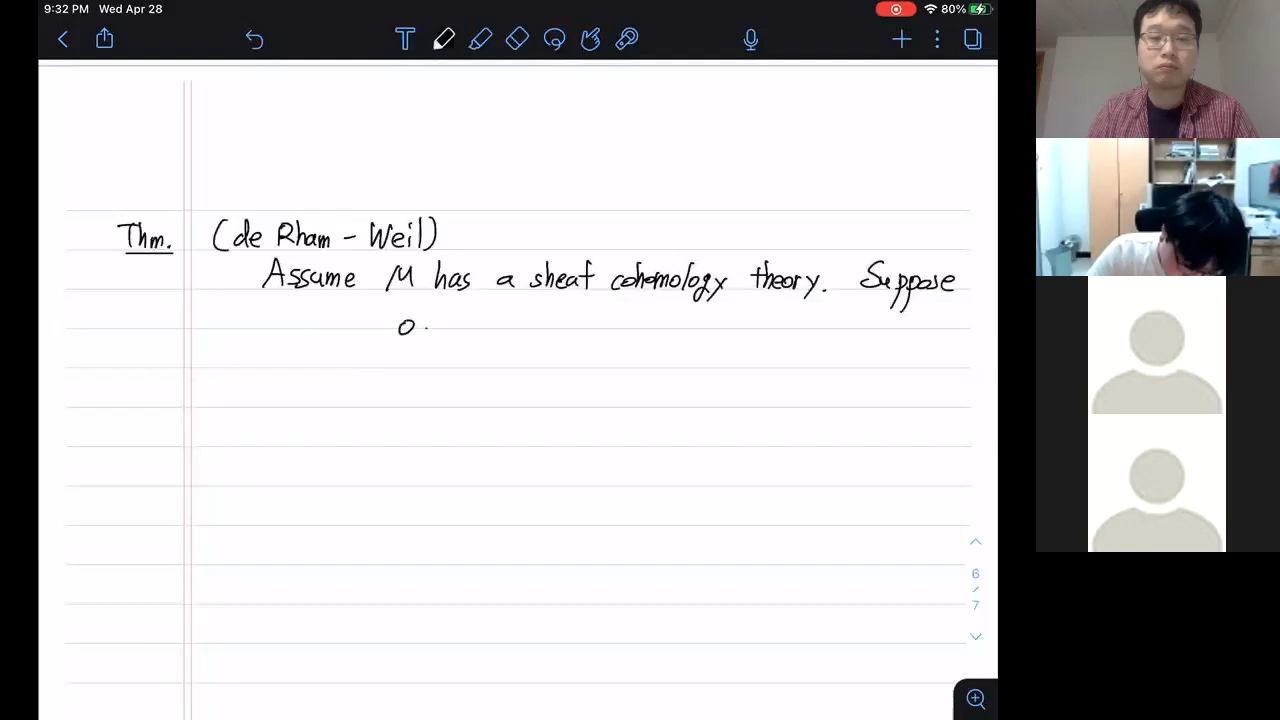 9:32 PM Wed Apr 28
80%
T
Thm. (de Rham - Weil)
Assume M has a sheaf cohomology theory. Suppose
0
6
/
7